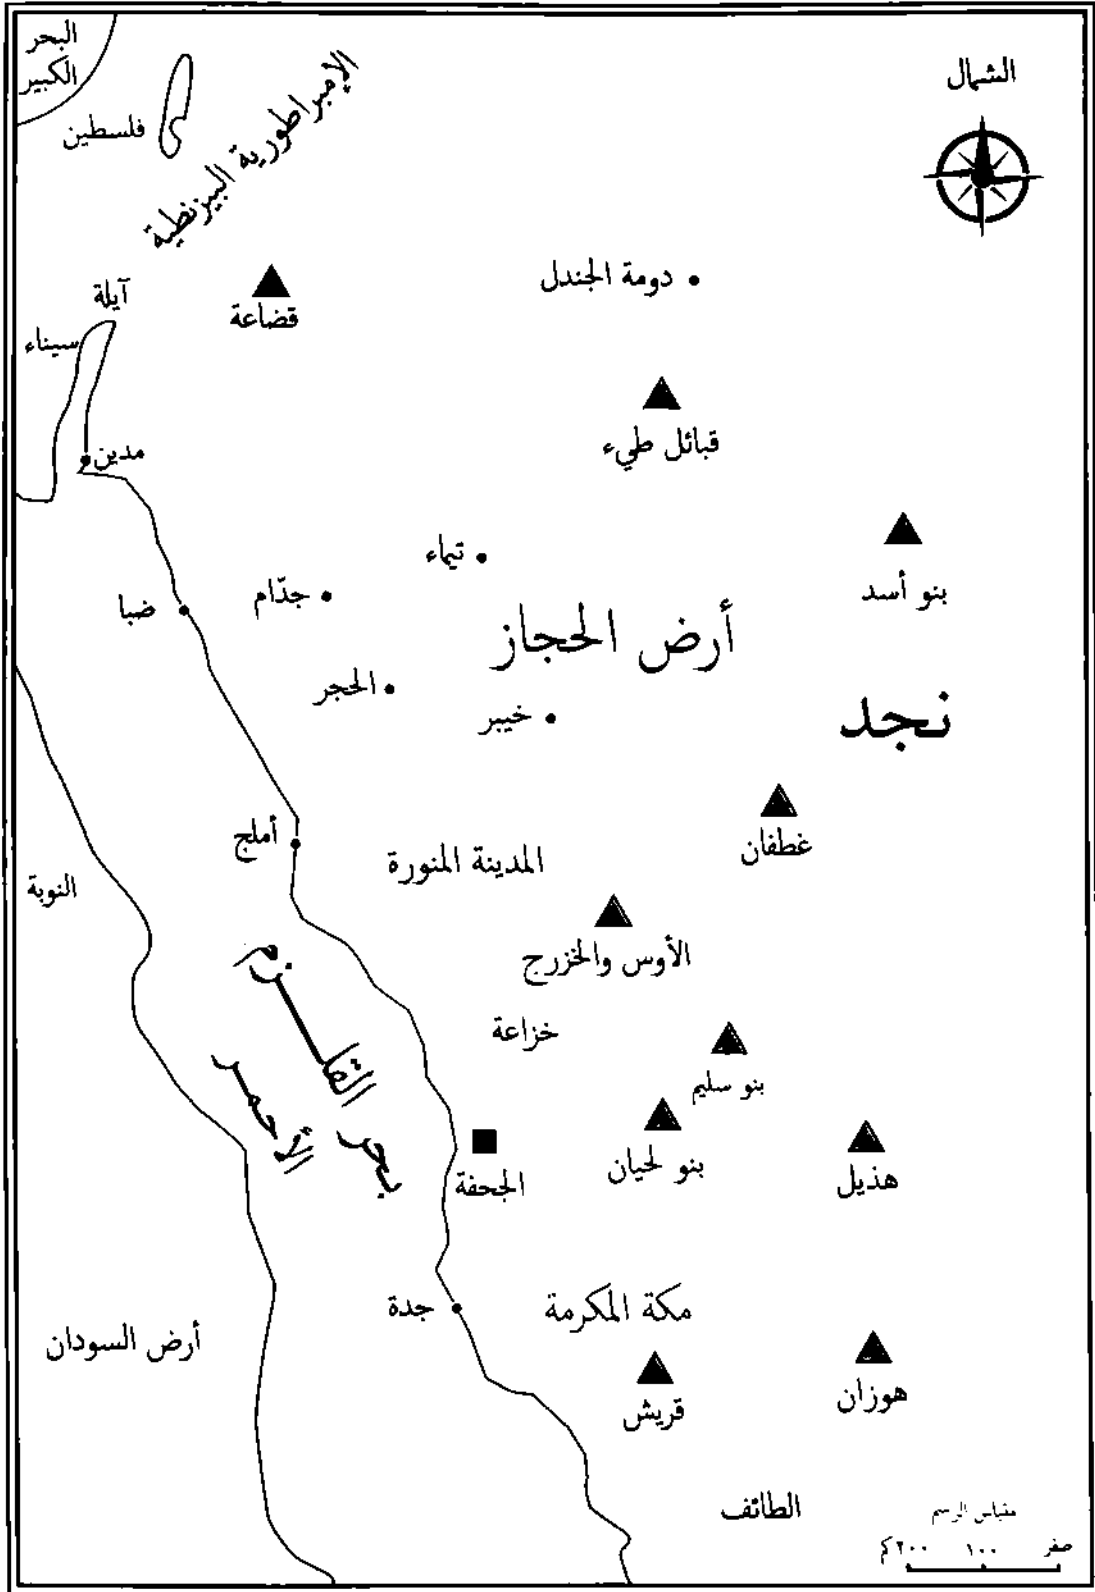 البحر
الكبير
الشمال
فلسطين
الإمبراطورية البيزنطية
دومة الجندل
آيلة
قضاعة
سيناء
قبائل طيء
مدين
تيماء
بنو أسد
جدّام
ضبا
أرض الحجاز
الحجر
خيبر
نجد
أملج
غطفان
المدينة المنورة
النوبة
الأوس والخزرج
خزاعة
بحر القلزم
الأحمر
بنو سليم
بنو لحيان
هذيل
الجحفة
جدة
مكة المكرمة
أرض السودان
قريش
هوزان
الطائف
مقياس الرسم
صفر ١٠٠ ٢٠٠كم